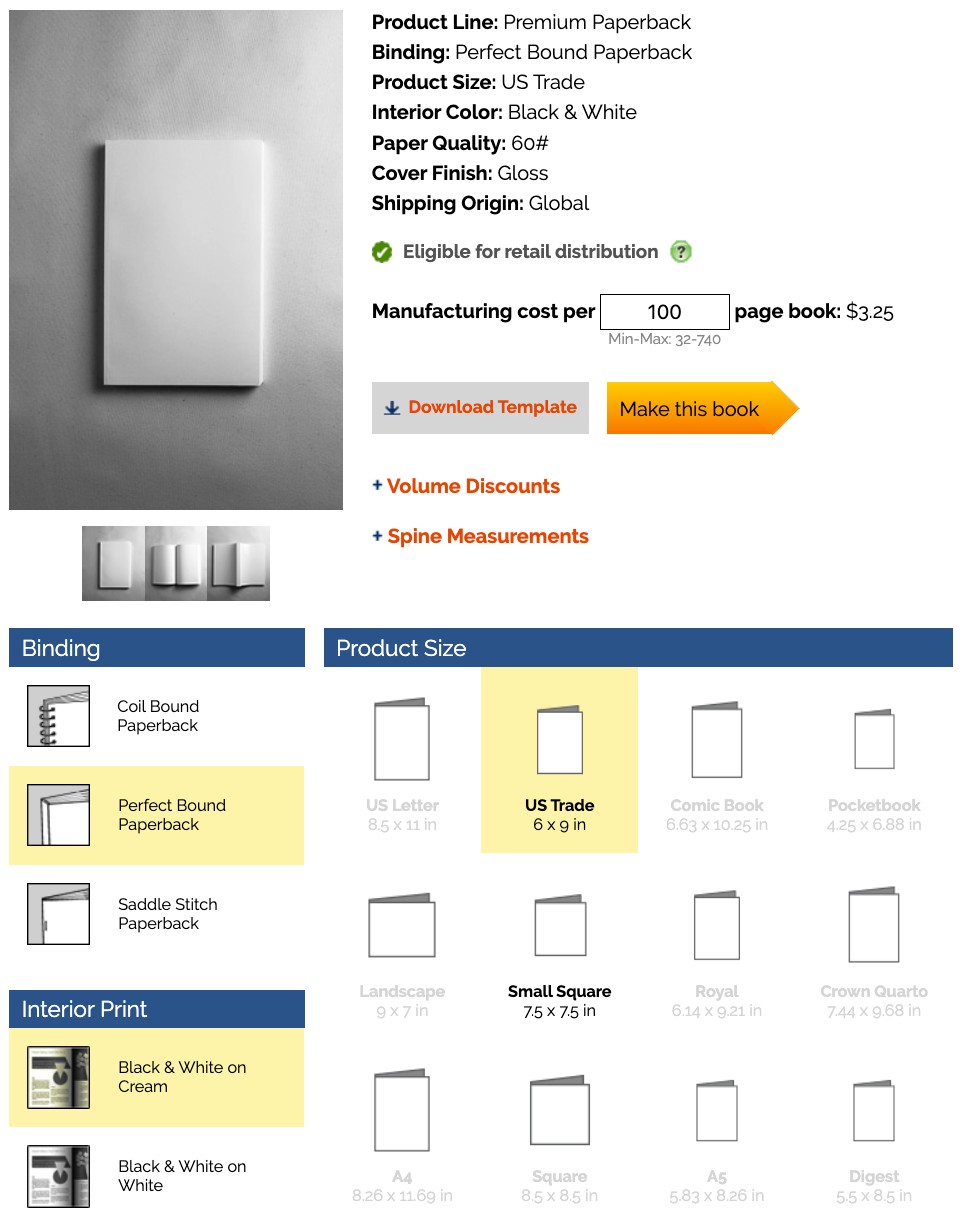 Product Line: Premium Paperback
Binding: Perfect Bound Paperback
Product Size: US Trade
Interior Color: Black & White
Paper Quality: 60#
Cover Finish: Gloss
Shipping Origin: Global
Eligible for retail distribution ?
Manufacturing cost per 100 page book: $3.25
Min-Max: 32-740
Download Template
Make this book
+ Volume Discounts
+ Spine Measurements
Binding
Coil Bound
Paperback
Perfect Bound
Paperback
Saddle Stitch
Paperback
Interior Print
Black & White on
Cream
Black & White on
White
Product Size
US Letter
8.5 x 11 in
US Trade
6 x 9 in
Comic Book
6.63 x 10.25 in
Pocketbook
4.25 x 6.88 in
Landscape
9 x 7 in
Small Square
7.5 x 7.5 in
Royal
6.14 x 9.21 in
Crown Quarto
7.44 x 9.68 in
A4
8.26 x 11.69 in
Square
8.5 x 8.5 in
A5
5.83 x 8.26 in
Digest
5.5 x 8.5 in